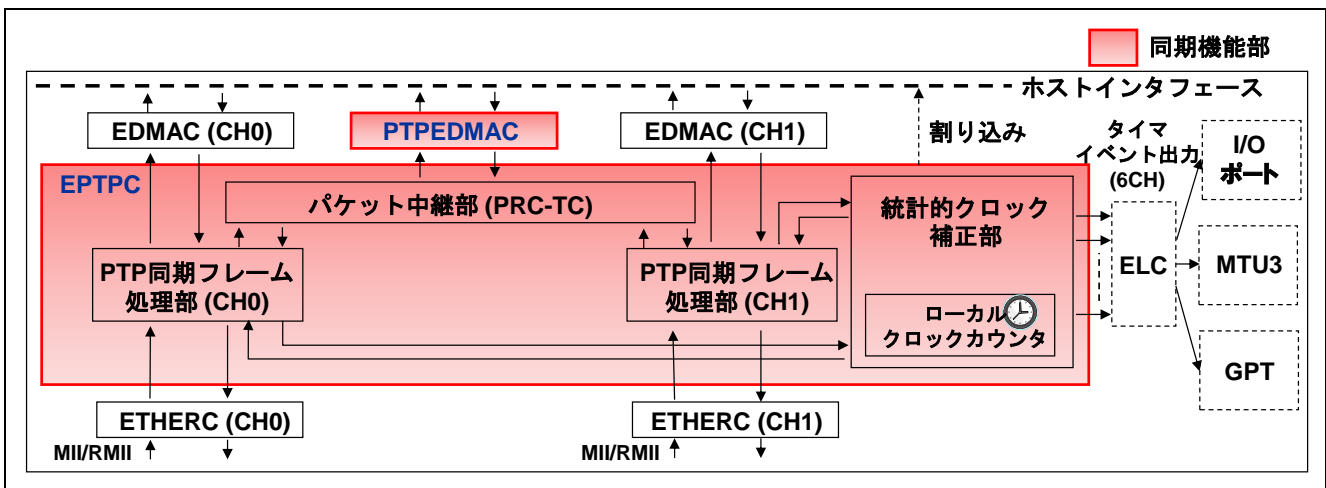 同期機能部
ホストインタフェース
EDMAC (CH0)
PTPEDMAC
EDMAC (CH1)
割り込み
タイマ
イベント出力
(6CH)
I/O
ポート
EPTPC
パケット中継部 (PRC-TC)
統計的クロック
補正部
PTP同期フレーム
処理部 (CH0)
PTP同期フレーム
処理部 (CH1)
ELC
MTU3
ローカル
クロックカウンタ
GPT
ETHERC (CH0)
ETHERC (CH1)
MII/RMII
MII/RMII